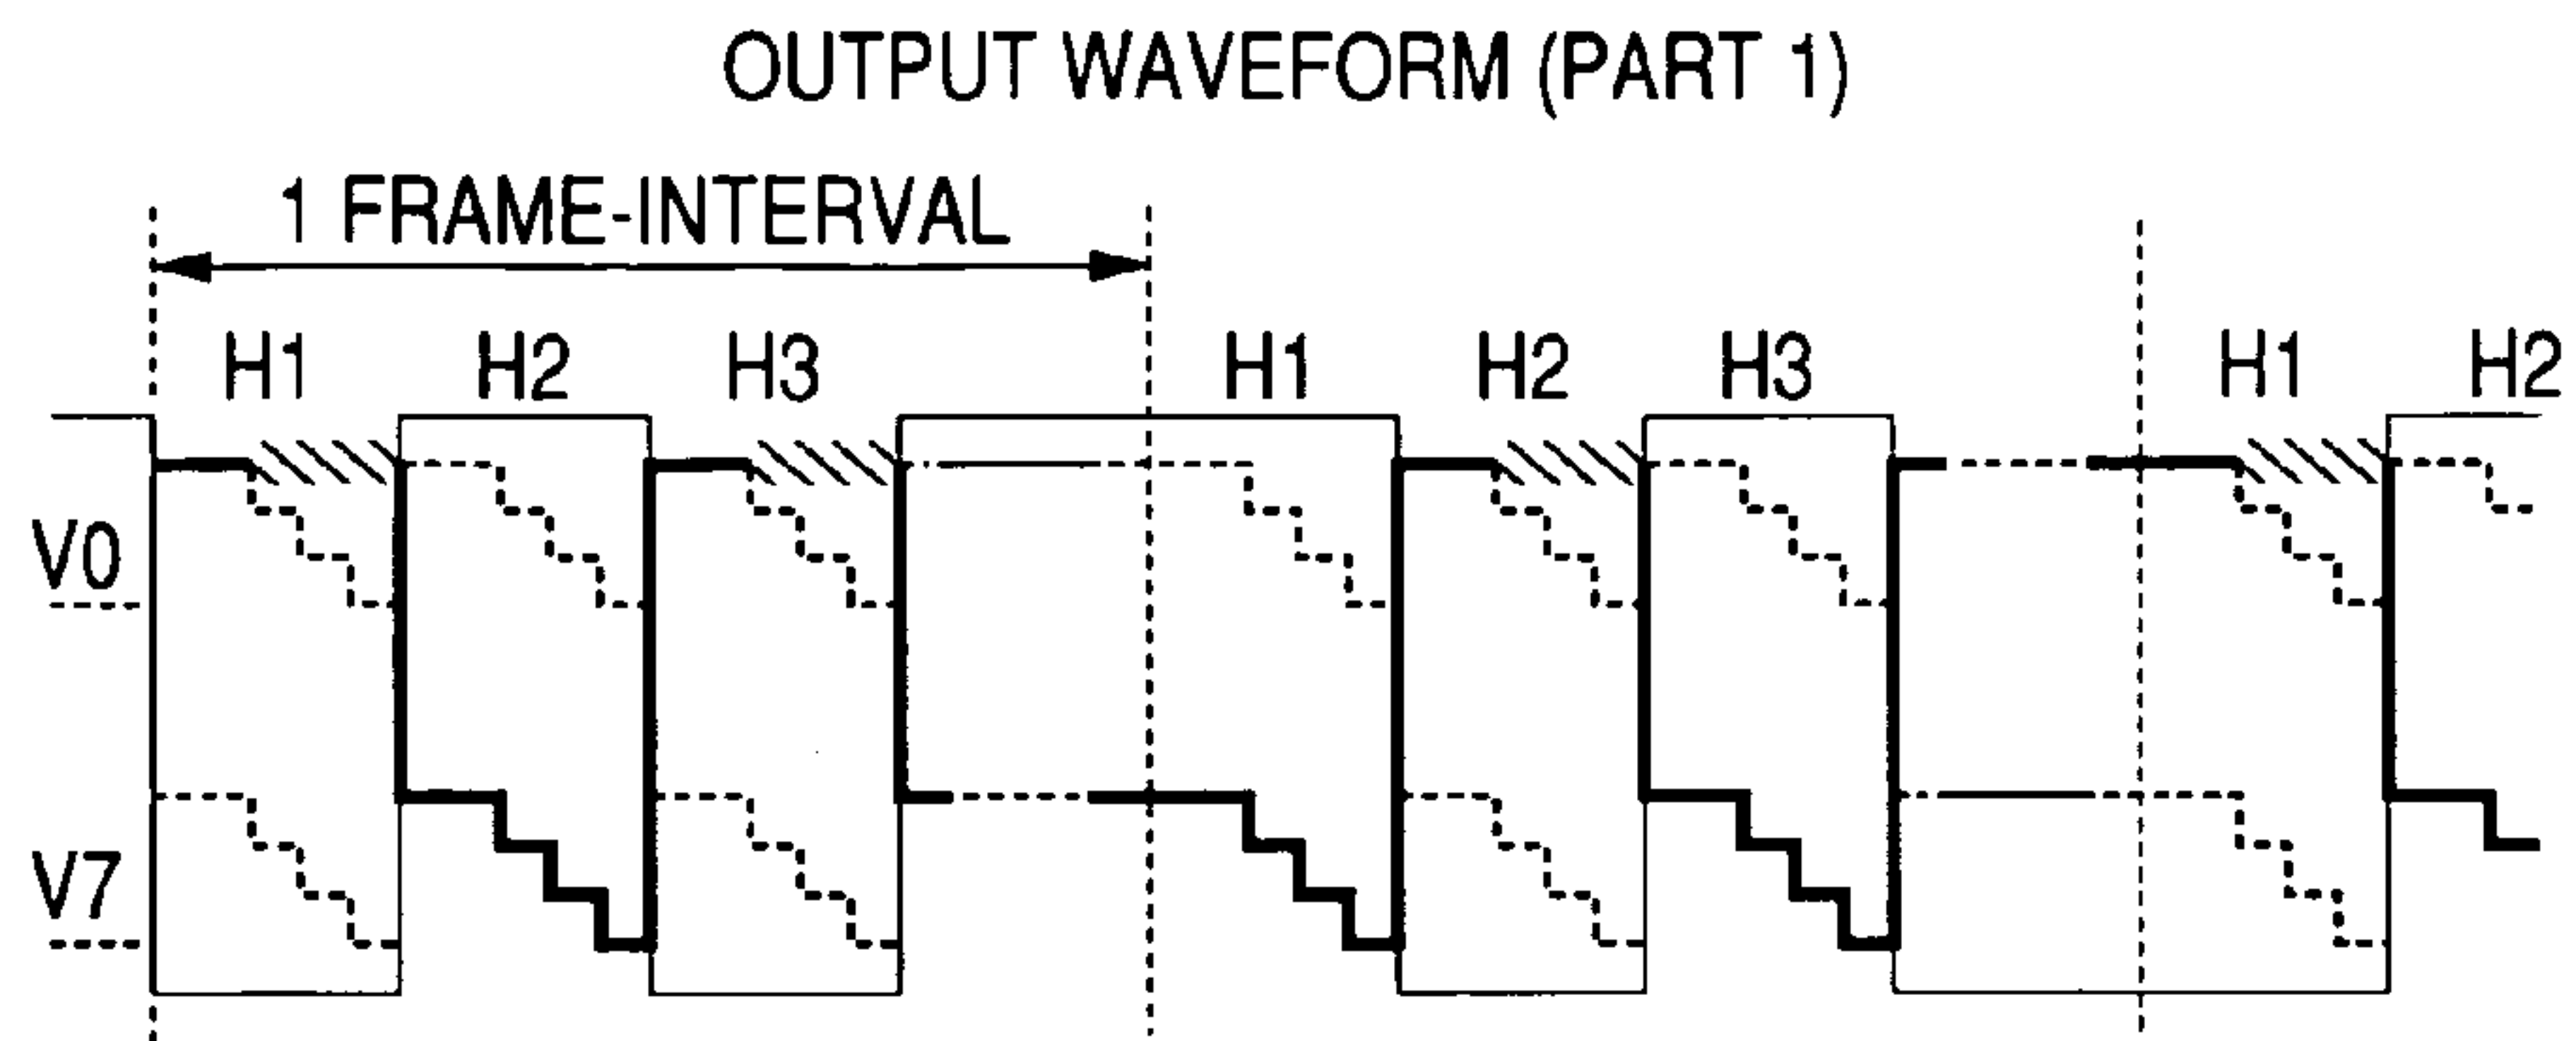 OUTPUT WAVEFORM (PART 1)
1 FRAME-INTERVAL
H1 H2 H3 H1 H2 H3 H1 H2
V0
V7